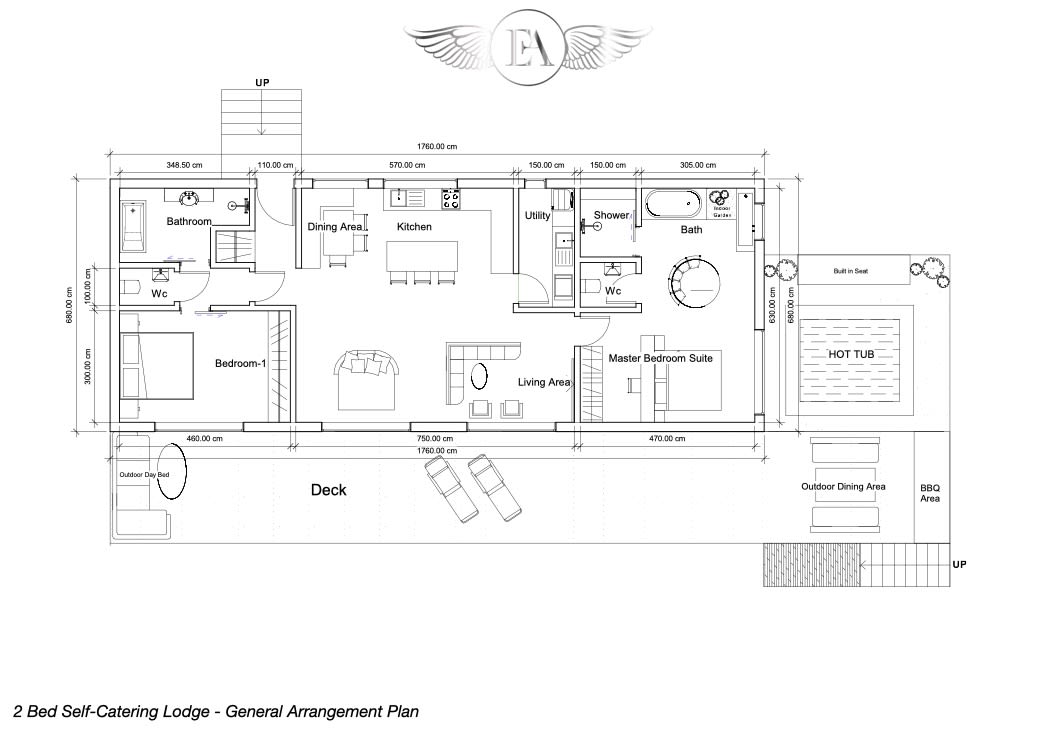 EA
UP
1760.00 cm
348.50 cm
110.00 cm
570.00 cm
150.00 cm
150.00 cm
305.00 cm
Bathroom
Dining Area
Kitchen
Utility
Shower
Indoor
Garden
Bath
Wc
Wc
100.00 cm
680.00 cm
300.00 cm
630.00 cm
680.00 cm
Built in Seat
HOT TUB
Bedroom-1
Living Area
Master Bedroom Suite
460.00 cm
750.00 cm
470.00 cm
1760.00 cm
Outdoor Day Bed
Deck
Outdoor Dining Area
BBQ
Area
UP
2 Bed Self-Catering Lodge - General Arrangement Plan